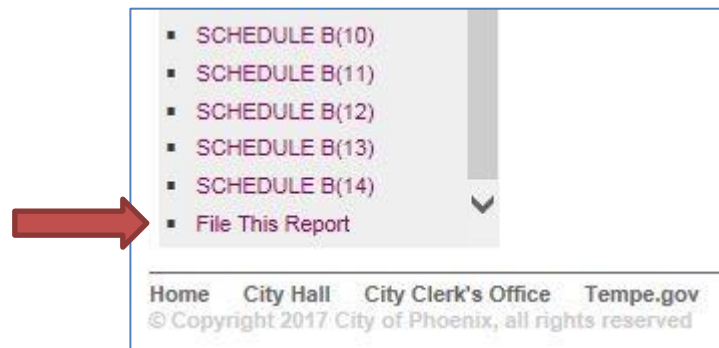 SCHEDULE B(10)
SCHEDULE B(11)
SCHEDULE B(12)
SCHEDULE B(13)
SCHEDULE B(14)
File This Report
Home City Hall City Clerk's Office Tempe.gov
© Copyright 2017 City of Phoenix, all rights reserved